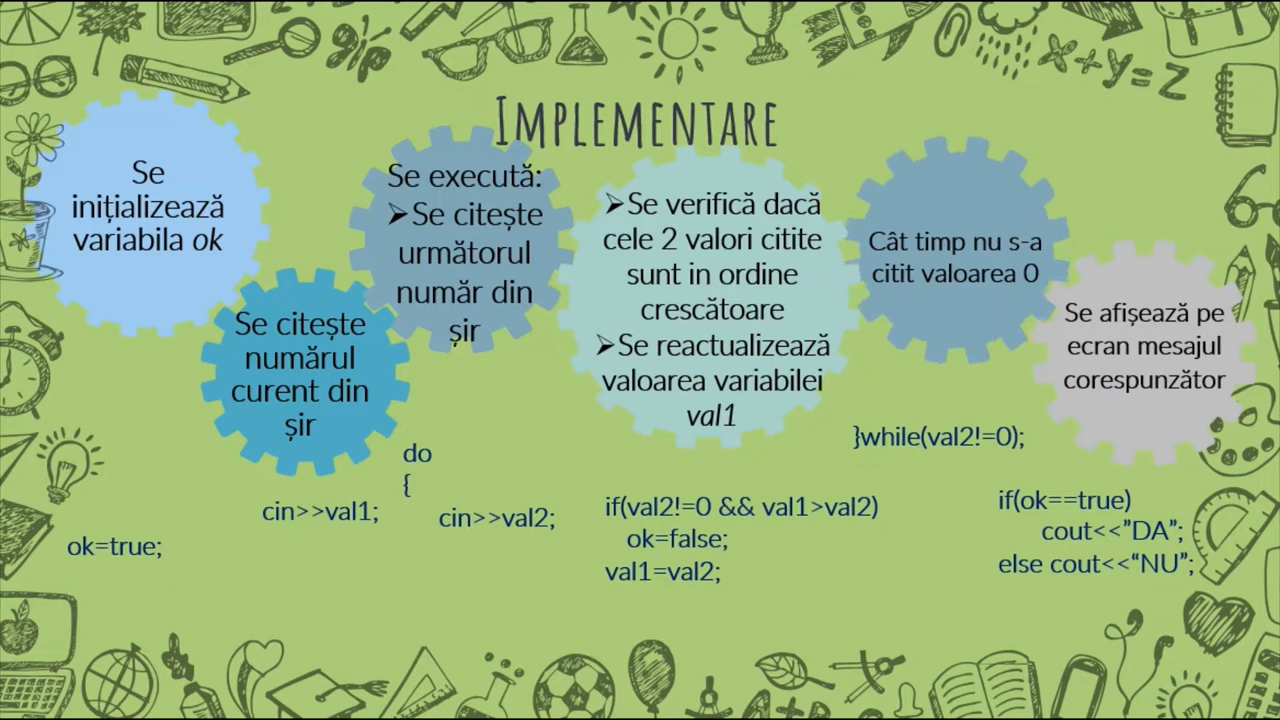 x+y=z
IMPLEMENTARE
Se
inițializează
variabila ok
ok=true;
Se citește
numărul
curent din
șir
cin>>val1;
Se execută:
➢Se citește
următorul
număr din
șir
do
{
cin>>val2;
➢Se verifică dacă
cele 2 valori citite
sunt in ordine
crescătoare
➢Se reactualizează
valoarea variabilei
val1
if(val2!=0 && val1>val2)
ok=false;
val1=val2;
Cât timp nu s-a
citit valoarea 0
}while(val2!=0);
Se afișează pe
ecran mesajul
corespunzător
if(ok==true)
cout<<”DA”;
else cout<<“NU”;